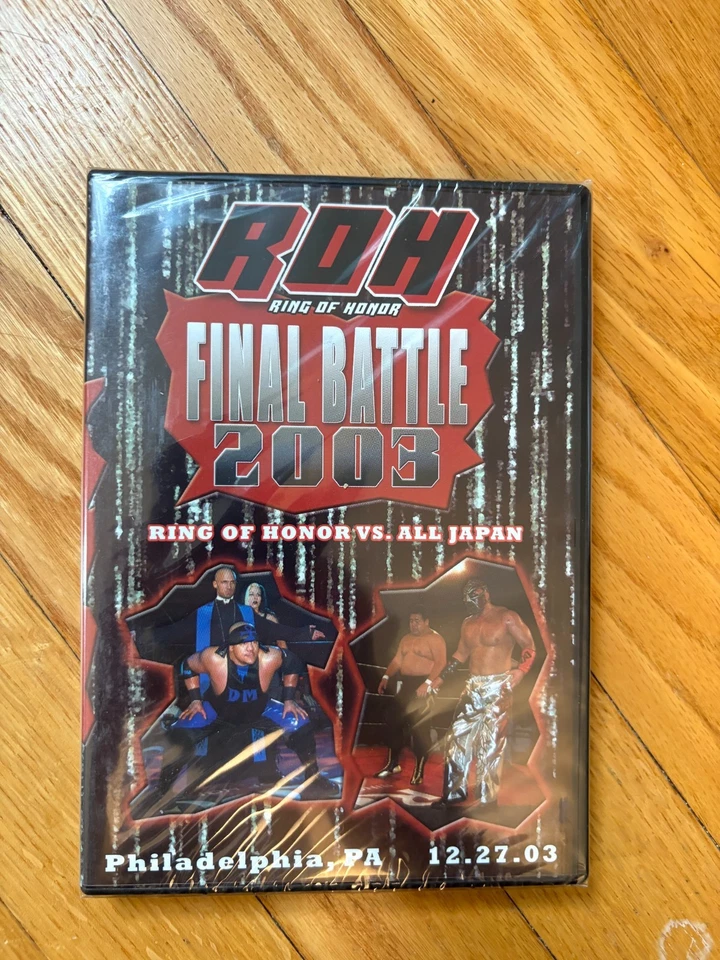 ROH
RING OF HONOR
FINAL BATTLE
2003
RING OF HONOR VS. ALL JAPAN
DM
Philadelphia, PA 12.27.03